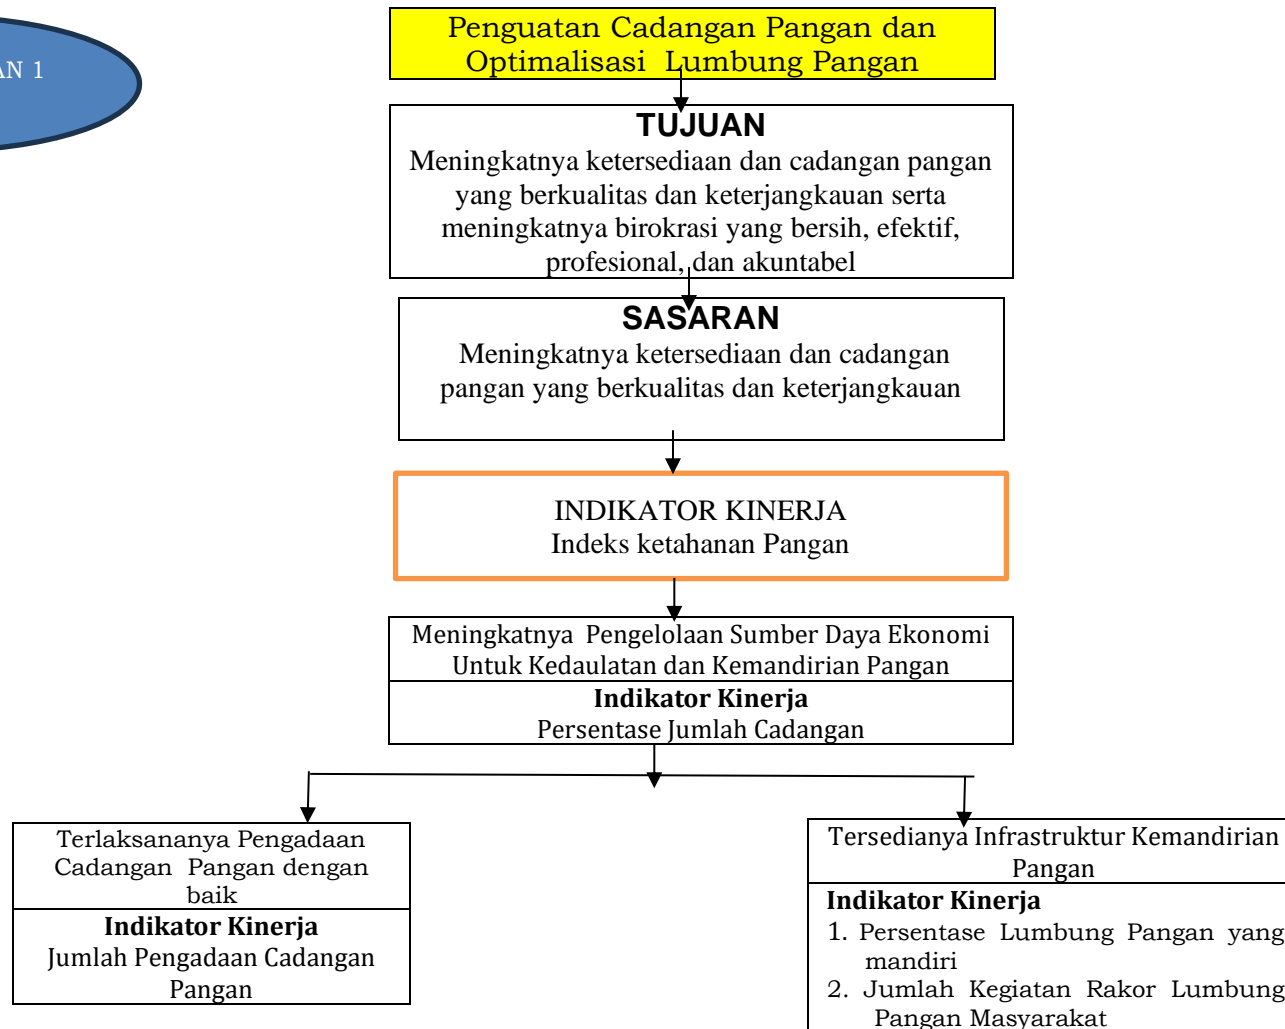 AN 1
Penguatan Cadangan Pangan dan
Optimalisasi Lumbung Pangan
TUJUAN
Meningkatnya ketersediaan dan cadangan pangan
yang berkualitas dan keterjangkauan serta
meningkatnya birokrasi yang bersih, efektif,
profesional, dan akuntabel
SASARAN
Meningkatnya ketersediaan dan cadangan
pangan yang berkualitas dan keterjangkauan
INDIKATOR KINERJA
Indeks ketahanan Pangan
Meningkatnya Pengelolaan Sumber Daya Ekonomi
Untuk Kedaulatan dan Kemandirian Pangan
Indikator Kinerja
Persentase Jumlah Cadangan
Terlaksananya Pengadaan
Cadangan Pangan dengan
baik
Indikator Kinerja
Jumlah Pengadaan Cadangan
Pangan
Tersedianya Infrastruktur Kemandirian
Pangan
Indikator Kinerja
1. Persentase Lumbung Pangan yang
mandiri
2. Jumlah Kegiatan Rakor Lumbung
Pangan Masyarakat